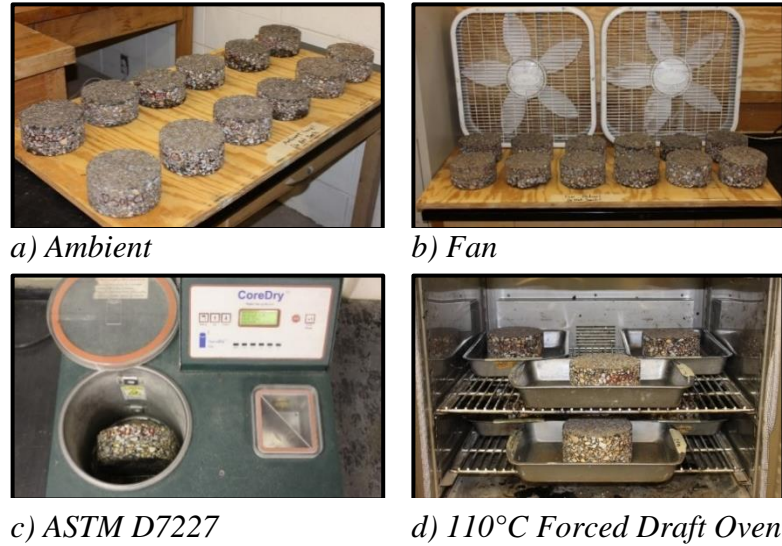 a) Ambient
b) Fan
CoreDry
c) ASTM D7227
d) 110°C Forced Draft Oven